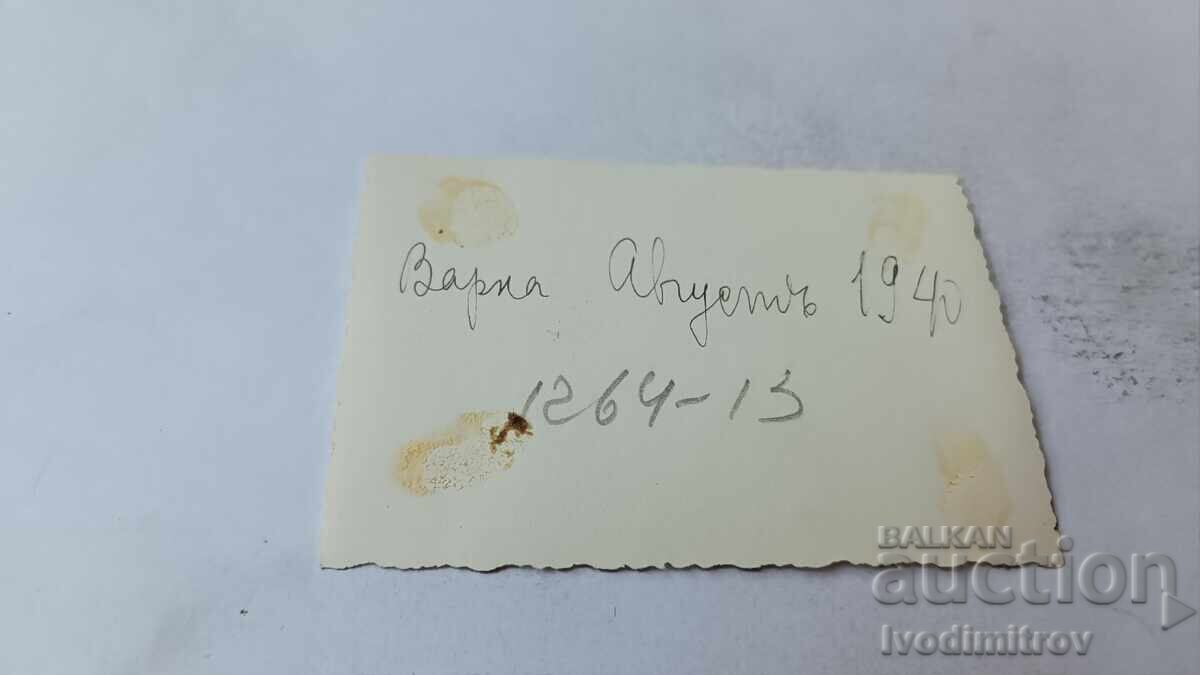 Варна Августъ 1940
1264-13
BALKAN
auction
Ivodimitrov